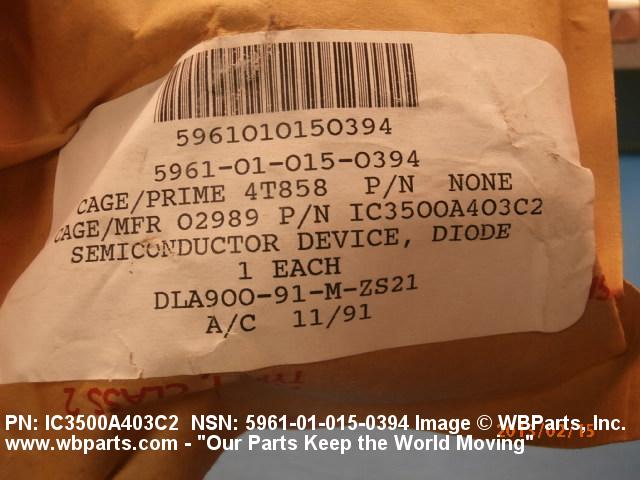 5961010150394
5961-01-015-0394
CAGE/PRIME 4T858 P/N NONE
CAGE/MFR 02989 P/N IC3500A403C2
SEMICONDUCTOR DEVICE, DIODE
1 EACH
DLA900-91-M-ZS21
A/C 11/91
CLASS 2
PN: IC3500A403C2 NSN: 5961-01-015-0394 Image © WBParts, Inc.
www.wbparts.com - "Our Parts Keep the World Moving"